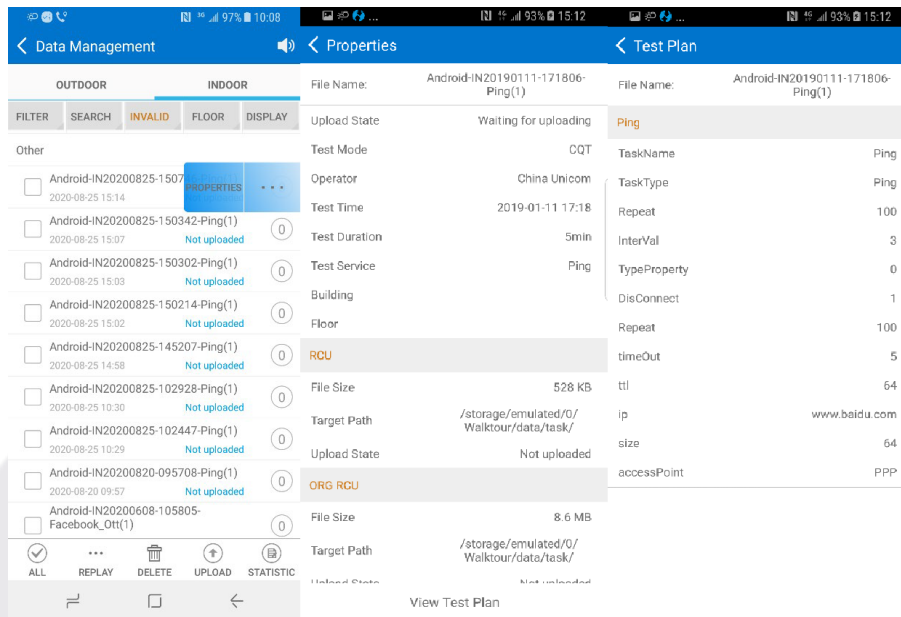 3G 97% 10:08
Data Management
OUTDOOR INDOOR
FILTER SEARCH INVALID FLOOR DISPLAY
Other
Android-IN20200825-1507
PROPERTIES ...
2020-08-25 15:14
Android-IN20200825-150342-Ping(1)
2020-08-25 15:07 Not uploaded 0
Android-IN20200825-150302-Ping(1)
2020-08-25 15:03 Not uploaded 0
Android-IN20200825-150214-Ping(1)
2020-08-25 15:02 Not uploaded 0
Android-IN20200825-145207-Ping(1)
2020-08-25 14:58 Not uploaded 0
Android-IN20200825-102928-Ping(1)
2020-08-25 10:30 Not uploaded 0
Android-IN20200825-102447-Ping(1)
2020-08-25 10:29 Not uploaded 0
Android-IN20200820-095708-Ping(1)
2020-08-20 09:57 Not uploaded 0
Android-IN20200608-105805-
Facebook_Ott(1) 0
ALL REPLAY DELETE UPLOAD STATISTIC
... 4G 93% 15:12
Properties
File Name: Android-IN20190111-171806-
Ping(1)
Upload State Waiting for uploading
Test Mode CQT
Operator China Unicom
Test Time 2019-01-11 17:18
Test Duration 5min
Test Service Ping
Building
Floor
RCU
File Size 528 KB
Target Path /storage/emulated/0/
Walktour/data/task/
Upload State Not uploaded
ORG RCU
File Size 8.6 MB
Target Path /storage/emulated/0/
Walktour/data/task/
Upload State Not uploaded
View Test Plan
... 4G 93% 15:12
Test Plan
File Name: Android-IN20190111-171806-
Ping(1)
Ping
TaskName Ping
TaskType Ping
Repeat 100
InterVal 3
TypeProperty 0
DisConnect 1
Repeat 100
timeOut 5
ttl 64
ip www.baidu.com
size 64
accessPoint PPP